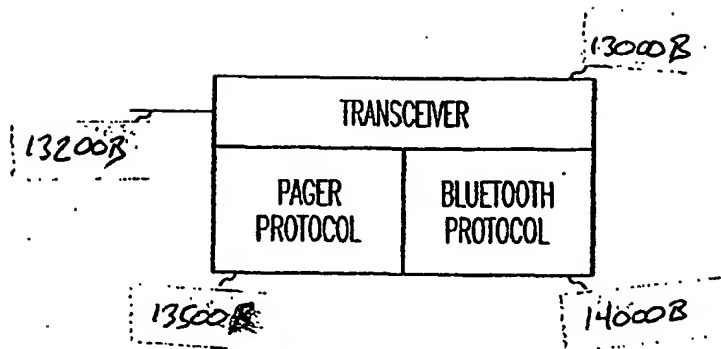 13000B
TRANSCEIVER
13200B
PAGER
PROTOCOL
BLUETOOTH
PROTOCOL
13500B
14000B